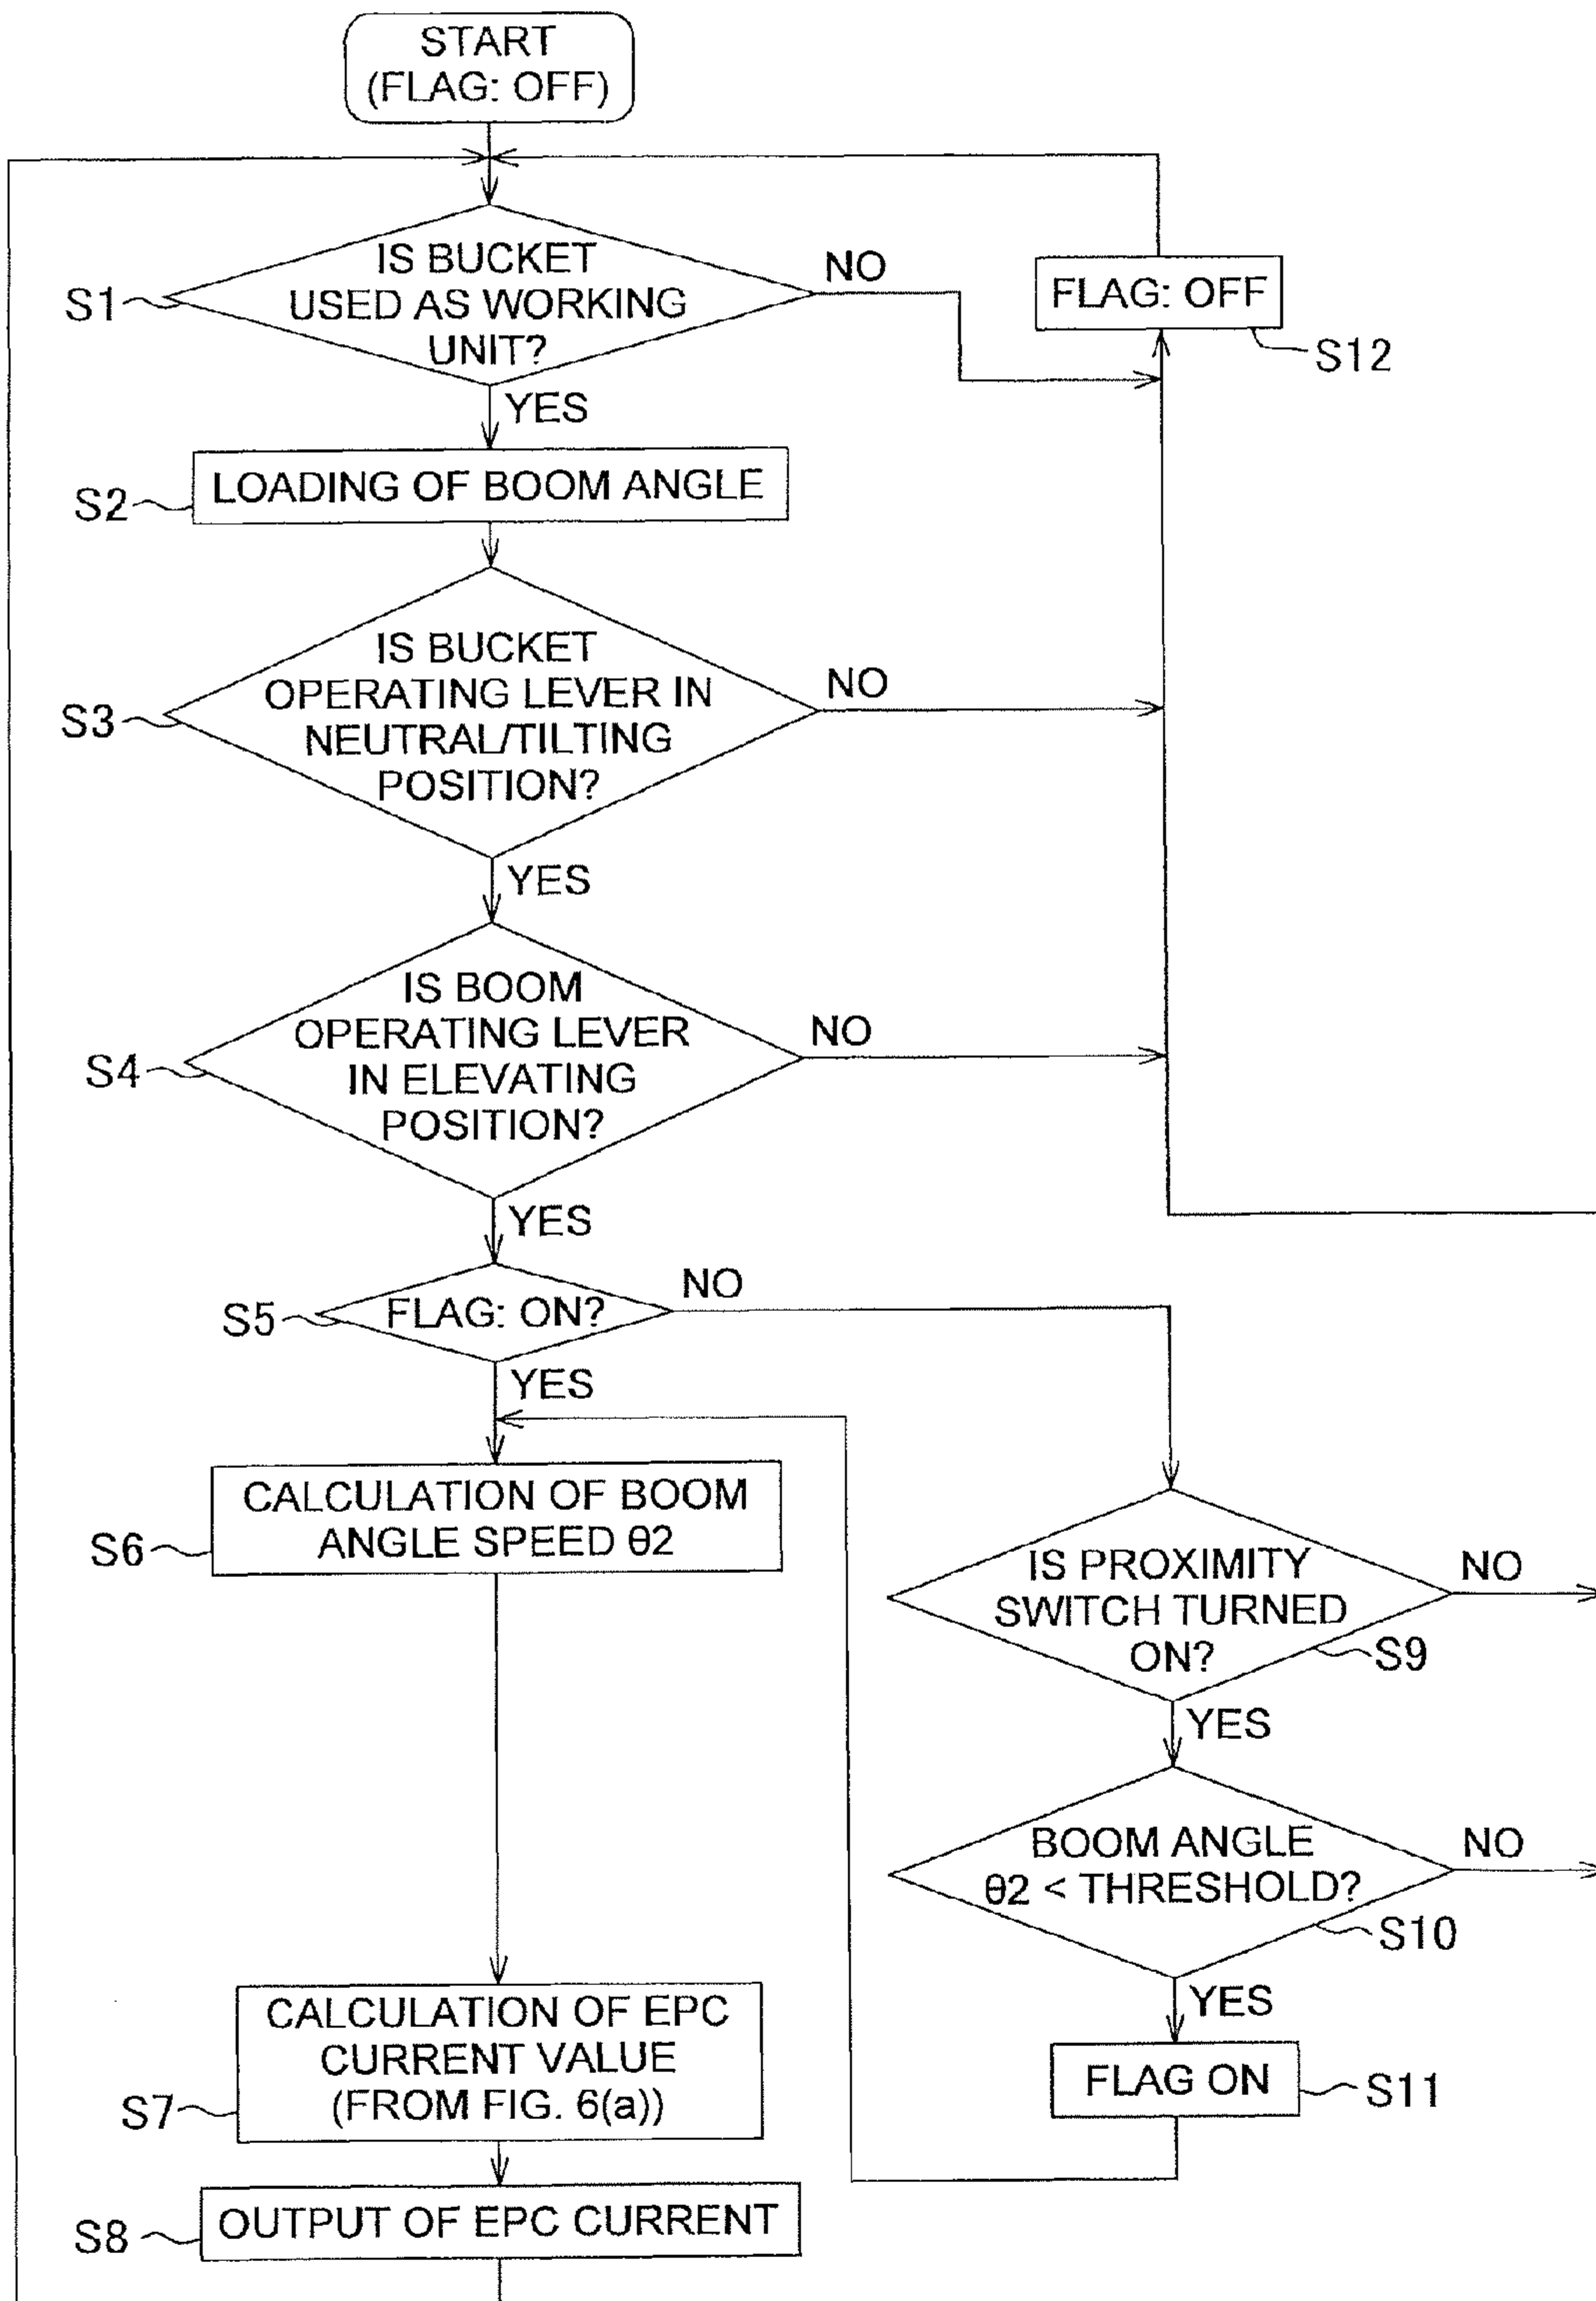 START
(FLAG: OFF)
IS BUCKET
USED AS WORKING
UNIT?
S1
NO
FLAG: OFF
S12
YES
LOADING OF BOOM ANGLE
S2
IS BUCKET
OPERATING LEVER IN
NEUTRAL/TILTING
POSITION?
S3
NO
YES
IS BOOM
OPERATING LEVER
IN ELEVATING
POSITION?
S4
NO
YES
FLAG: ON?
S5
NO
YES
CALCULATION OF BOOM
ANGLE SPEED θ2
S6
IS PROXIMITY
SWITCH TURNED
ON?
NO
S9
YES
BOOM ANGLE
θ2 < THRESHOLD?
NO
S10
YES
FLAG ON
S11
CALCULATION OF EPC
CURRENT VALUE
(FROM FIG. 6(a))
S7
OUTPUT OF EPC CURRENT
S8